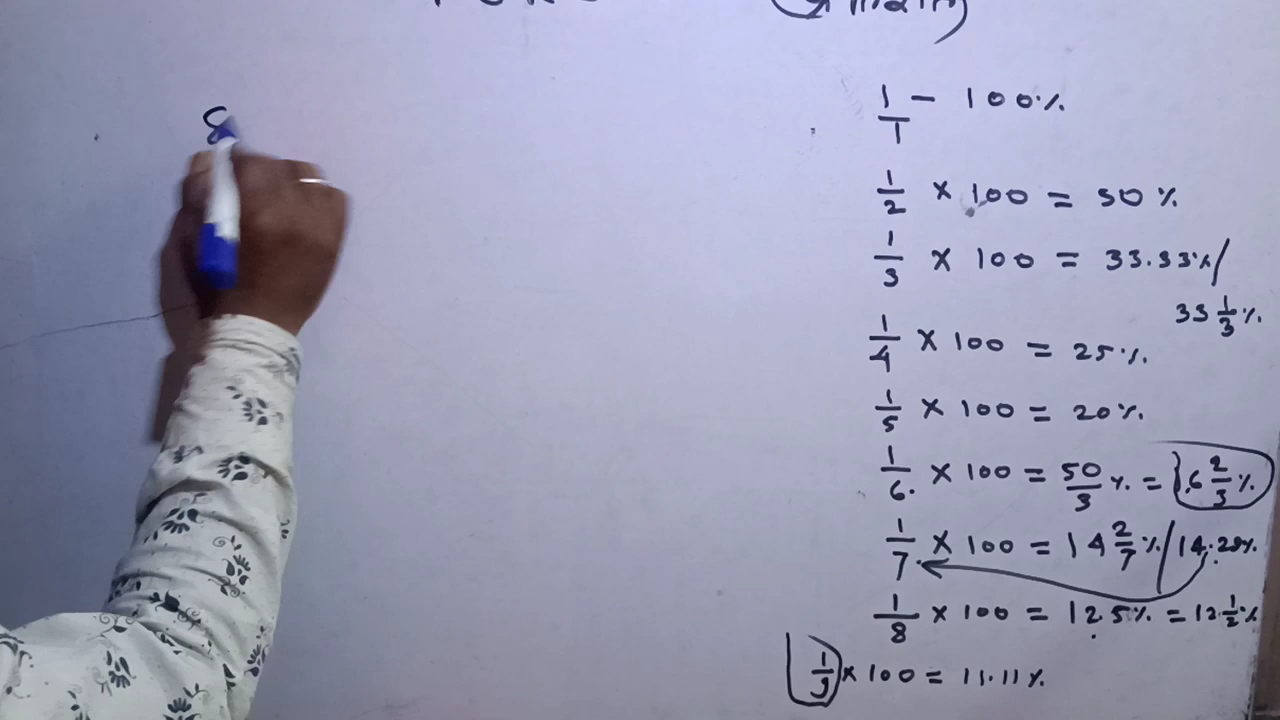 8
1/1 - 100%
1/2 × 100 = 50%
1/3 × 100 = 33.33% /
33 1/3 %.
1/4 × 100 = 25%.
1/5 × 100 = 20%.
1/6. × 100 = 50/3 %. = 16 2/3 %.
1/7. × 100 = 14 2/7 % / 14.28%.
1/8 × 100 = 12.5% = 12 1/2 %
1/9 × 100 = 11.11%.